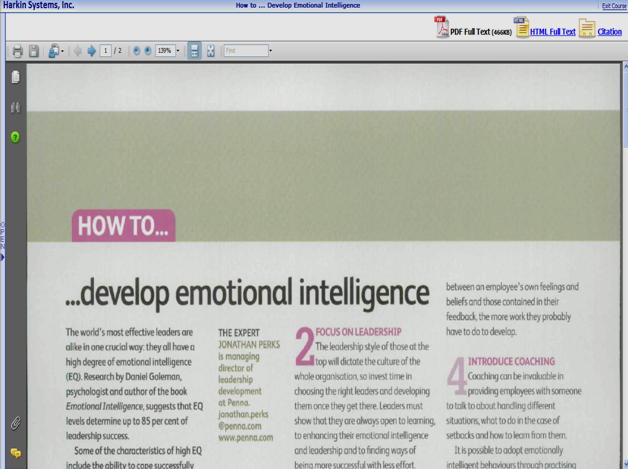 Harkin Systems, Inc.
How to ... Develop Emotional Intelligence
Exit Course
PDF Full Text (466KB)
HTML Full Text
Citation
1 / 2
139%
Find
OPEN
HOW TO...
...develop emotional intelligence
The world's most effective leaders are
alike in one crucial way: they all have a
high degree of emotional intelligence
(EQ). Research by Daniel Goleman,
psychologist and author of the book
Emotional Intelligence, suggests that EQ
levels determine up to 85 per cent of
leadership success.
Some of the characteristics of high EQ
include the ability to cope successfully
THE EXPERT
JONATHAN PERKS
is managing
director of
leadership
development
at Penna.
jonathan.perks
@penna.com
www.penna.com
2 FOCUS ON LEADERSHIP
The leadership style of those at the
top will dictate the culture of the
whole organisation, so invest time in
choosing the right leaders and developing
them once they get there. Leaders must
show that they are always open to learning,
to enhancing their emotional intelligence
and leadership and to finding ways of
being more successful with less effort.
between an employee's own feelings and
beliefs and those contained in their
feedback, the more work they probably
have to do to develop.
4 INTRODUCE COACHING
Coaching can be invaluable in
providing employees with someone
to talk to about handling different
situations, what to do in the case of
setbacks and how to learn from them.
It is possible to adopt emotionally
intelligent behaviours through practising